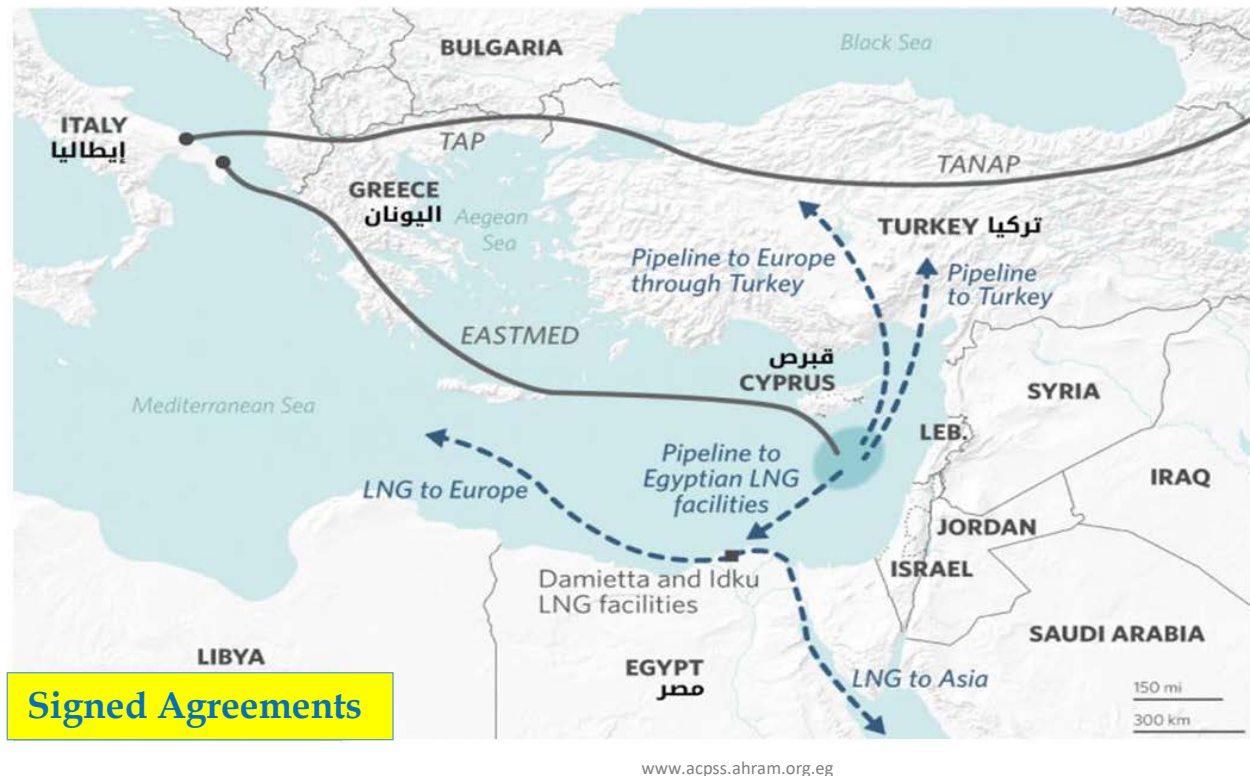 BULGARIA
Black Sea
ITALY
إيطاليا
TAP
TANAP
GREECE
اليونان
Aegean
Sea
TURKEY تركيا
Pipeline to Europe
through Turkey
Pipeline
to Turkey
EASTMED
قبرص
CYPRUS
SYRIA
Mediterranean Sea
LEB.
Pipeline to
Egyptian LNG
facilities
IRAQ
LNG to Europe
JORDAN
ISRAEL
Damietta and Idku
LNG facilities
SAUDI ARABIA
LIBYA
EGYPT
مصر
LNG to Asia
150 mi
300 km
Signed Agreements
www.acpss.ahram.org.eg